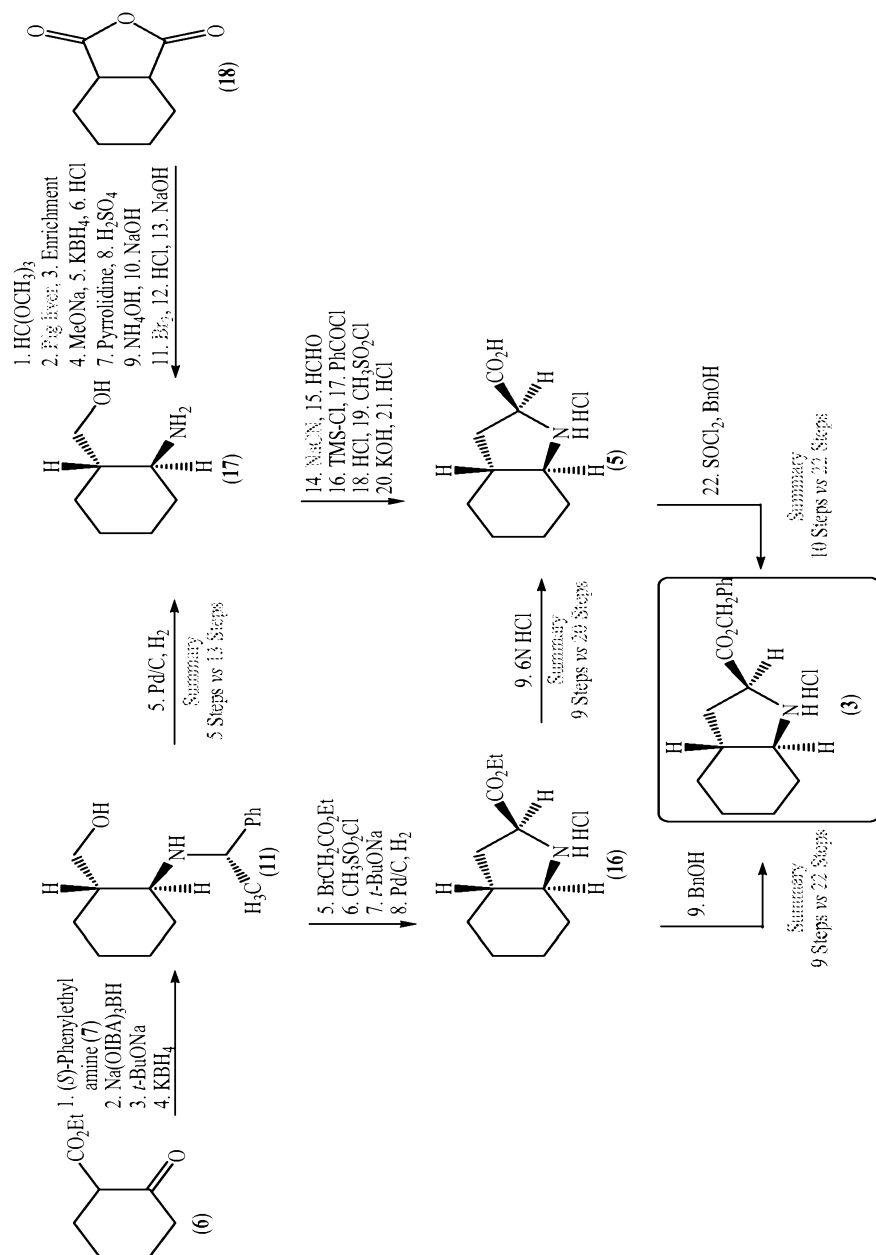 CO₂Et
O
(6)
1. (S)-Phenylethyl
amine (7)
2. Na(OIBA)₃BH
3. t-BuONa
4. KBH₄
H
OH
NH
H
H₃C
Ph
(11)
5. Pd/C, H₂
Summary
5 Steps vs 13 Steps
H
OH
NH₂
H
(17)
1. HC(OCH₃)₃
2. Pig liver, 3. Enrichment
4. MeONa, 5. KBH₄, 6. HCl
7. Pyrrolidine, 8. H₂SO₄
9. NH₄OH, 10. NaOH
11. Br₂, 12. HCl, 13. NaOH
O
O
O
(18)
5. BrCH₂CO₂Et
6. CH₃SO₂Cl
7. t-BuONa
8. Pd/C, H₂
14. NaCN, 15. HCHO
16. TMS-Cl, 17. PhCOCl
18. HCl, 19. CH₃SO₂Cl
20. KOH, 21. HCl
H
CO₂Et
H
N
H HCl
H
(16)
9. 6N HCl
Summary
9 Steps vs 20 Steps
H
CO₂H
H
N
H HCl
H
(5)
9. BnOH
Summary
9 Steps vs 22 Steps
H
CO₂CH₂Ph
H
N
H HCl
H
(3)
22. SOCl₂, BnOH
Summary
10 Steps vs 22 Steps